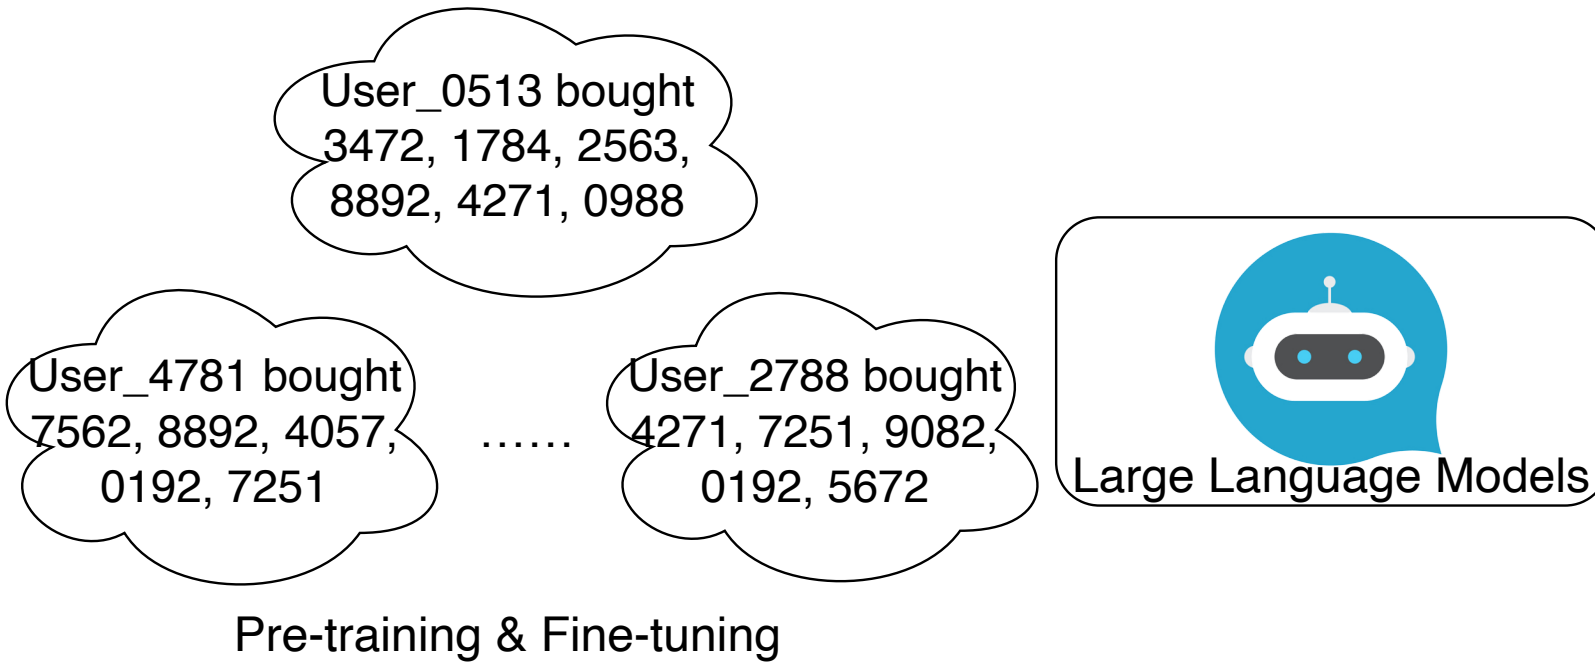 User_0513 bought
3472, 1784, 2563,
8892, 4271, 0988
User_4781 bought
7562, 8892, 4057,
0192, 7251
......
User_2788 bought
4271, 7251, 9082,
0192, 5672
Large Language Models
Pre-training & Fine-tuning